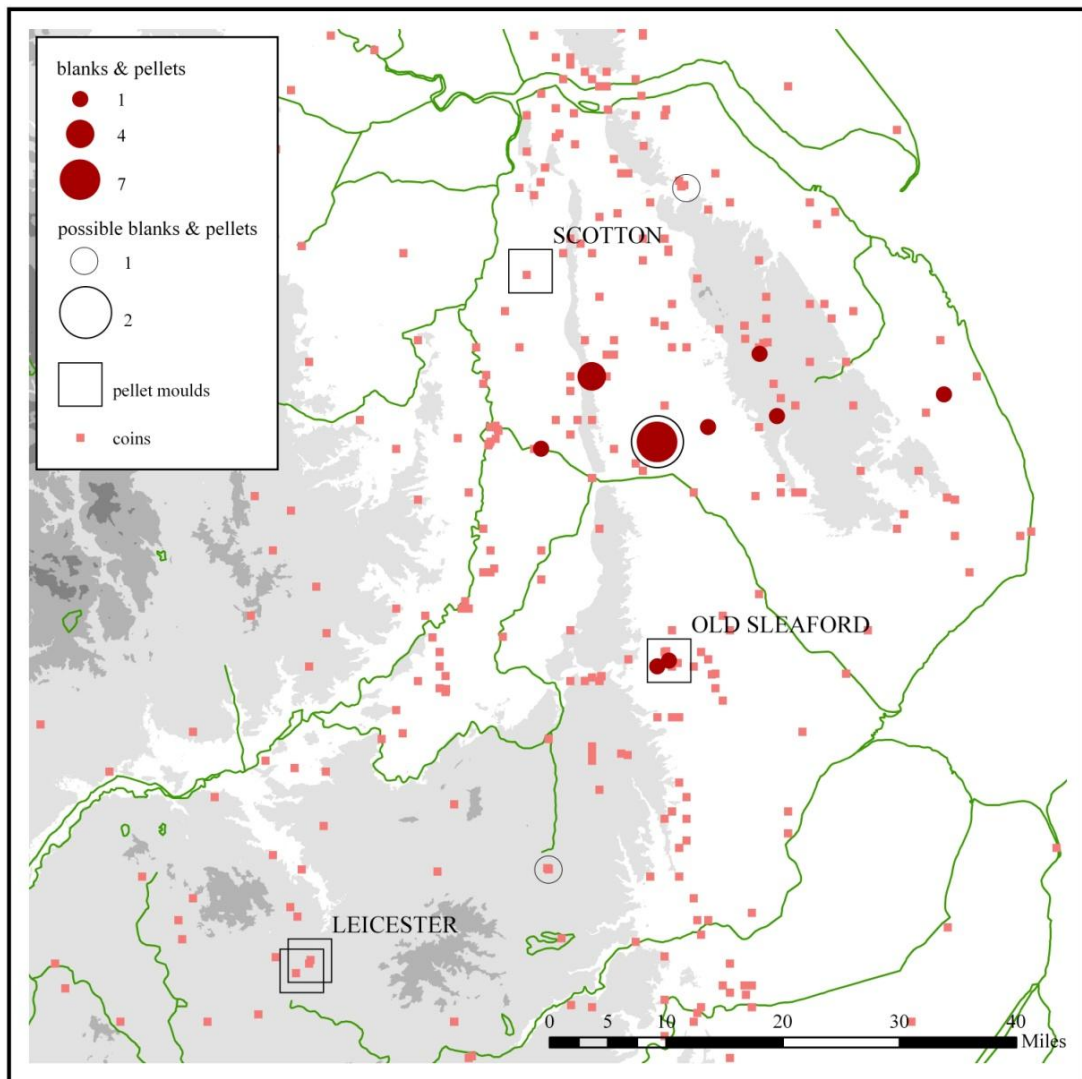 blanks & pellets
1
4
7
possible blanks & pellets
1
2
pellet moulds
coins
SCOTTON
OLD SLEAFORD
LEICESTER
0 5 10 20 30 40
Miles